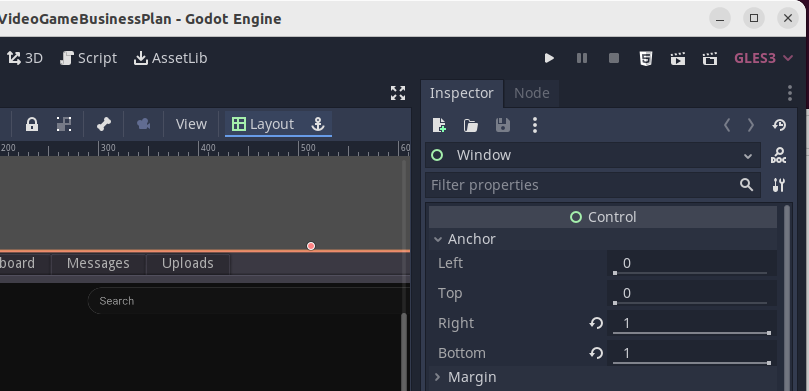 VideoGameBusinessPlan - Godot Engine
3D Script AssetLib GLES3
Inspector Node
View Layout
200 300 400 500
Window
DOC
Filter properties
Control
Anchor
board Messages Uploads
Left 0
Top 0
Search
Right 1
Bottom 1
Margin